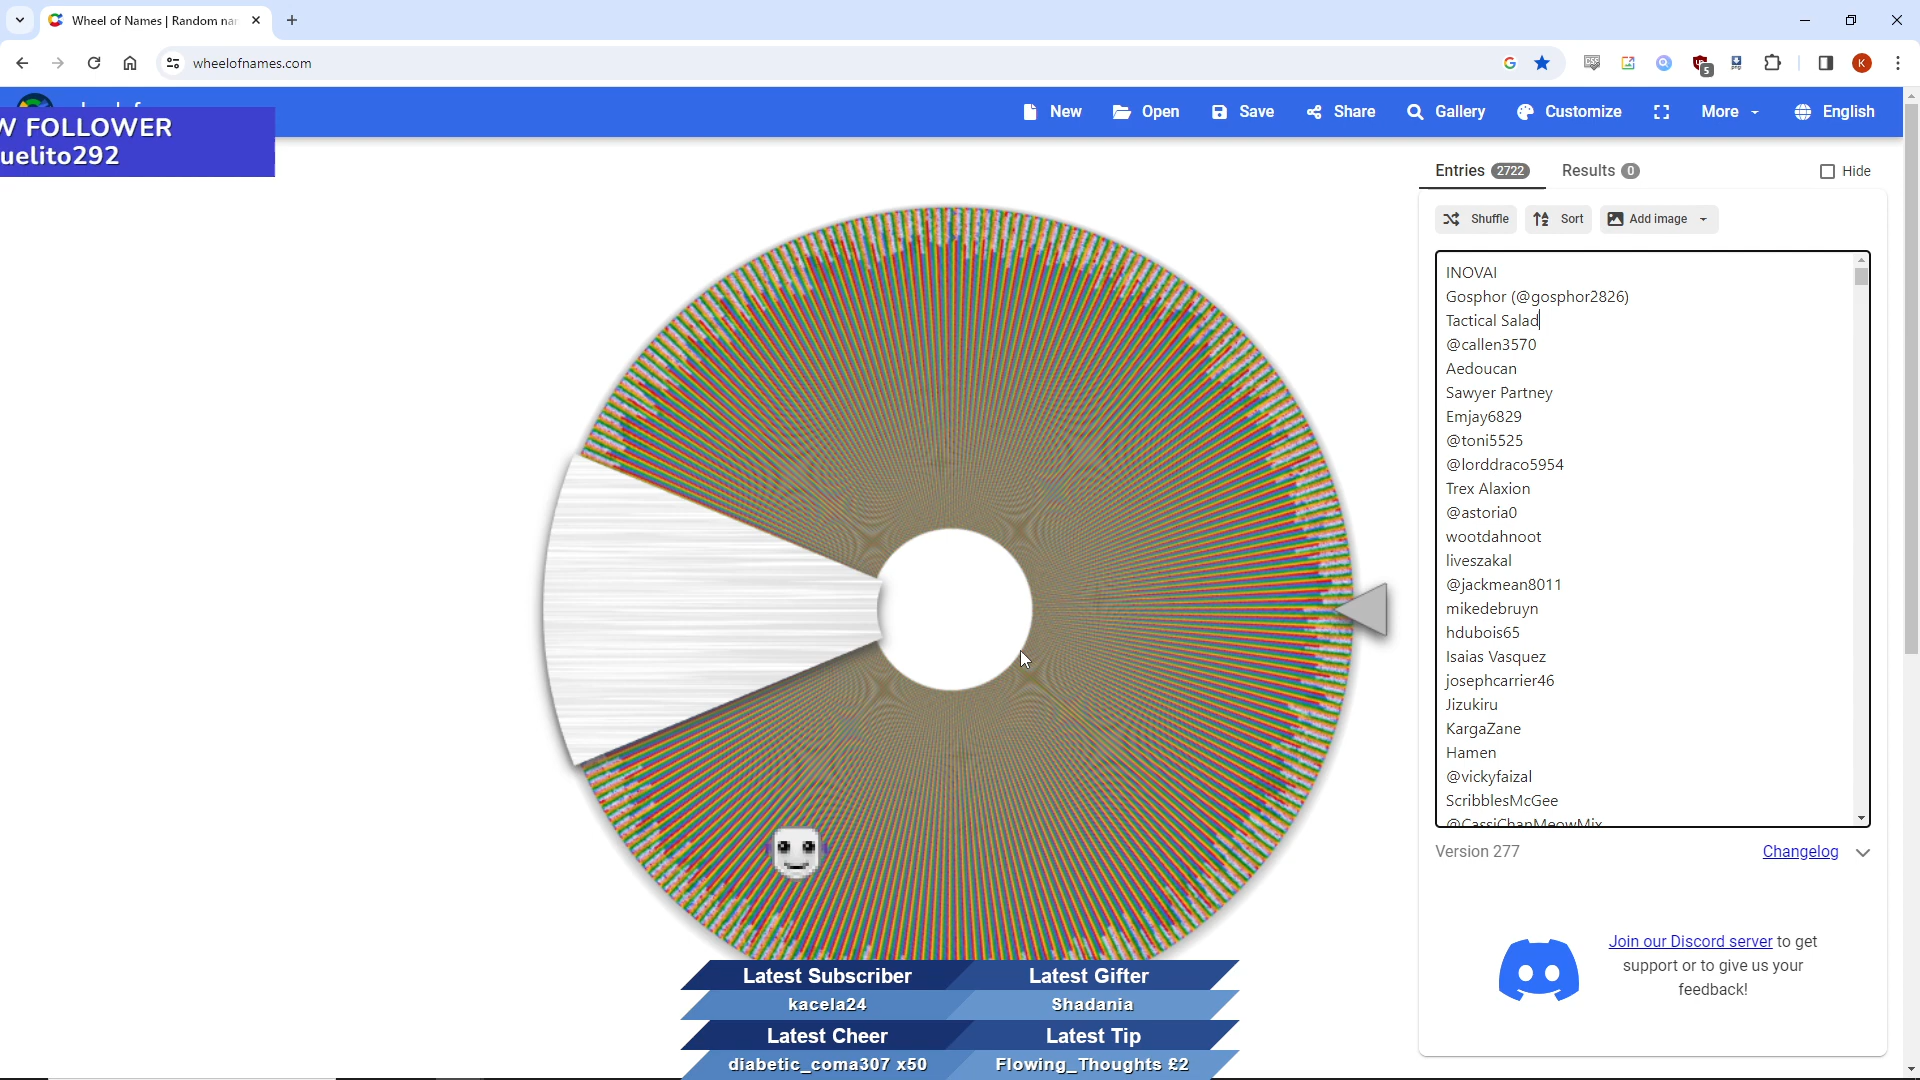 Wheel of Names | Random na
wheelofnames.com
5
K
W FOLLOWER
uelito292
New
Open
Save
Share
Gallery
Customize
More
English
Entries 2722
Results 0
Hide
Shuffle
Sort
Add image
INOVAI
Gosphor (@gosphor2826)
Tactical Salad
@callen3570
Aedoucan
Sawyer Partney
Emjay6829
@toni5525
@lorddraco5954
Trex Alaxion
@astoria0
wootdahnoot
liveszakal
@jackmean8011
mikedebruyn
hdubois65
Isaias Vasquez
josephcarrier46
Jizukiru
KargaZane
Hamen
@vickyfaizal
ScribblesMcGee
@CassiChanMeowMix
Version 277
Changelog
Join our Discord server to get
support or to give us your
feedback!
Latest Subscriber
kacela24
Latest Gifter
Shadania
Latest Cheer
diabetic_coma307 x50
Latest Tip
Flowing_Thoughts £2